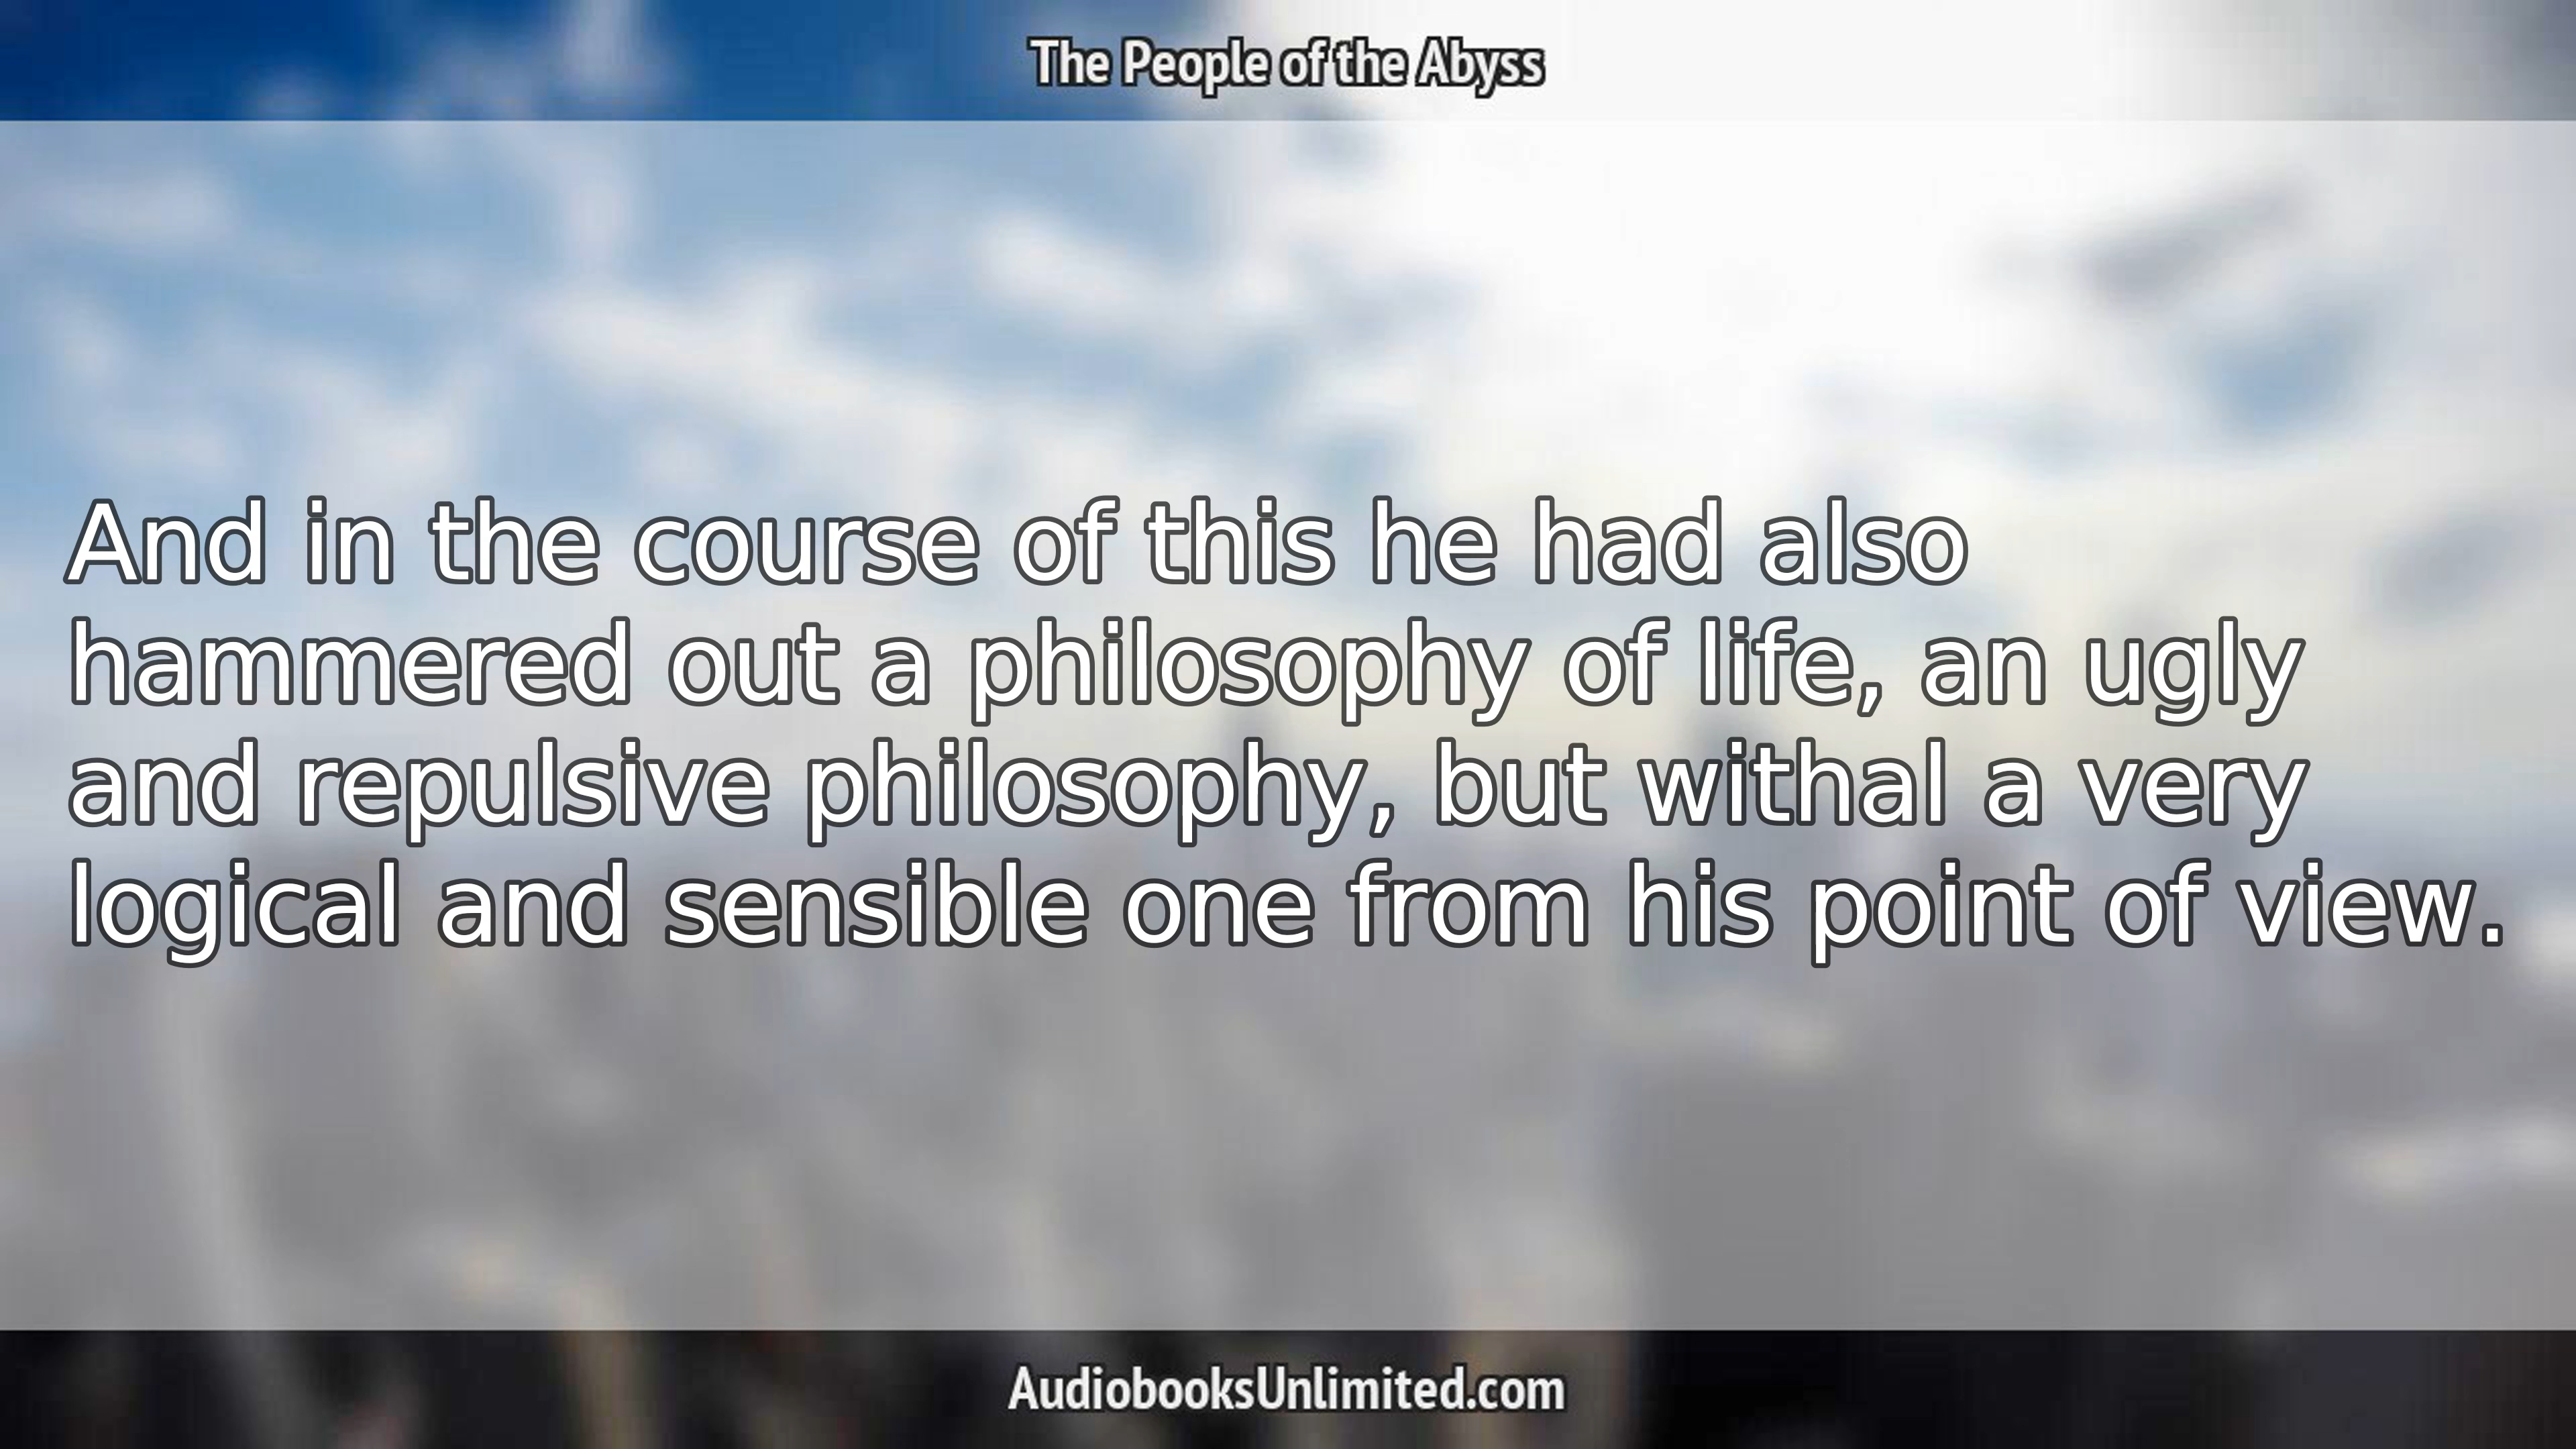 The People of the Abyss
And in the course of this he had also
hammered out a philosophy of life, an ugly
and repulsive philosophy, but withal a very
logical and sensible one from his point of view.
AudiobooksUnlimited.com